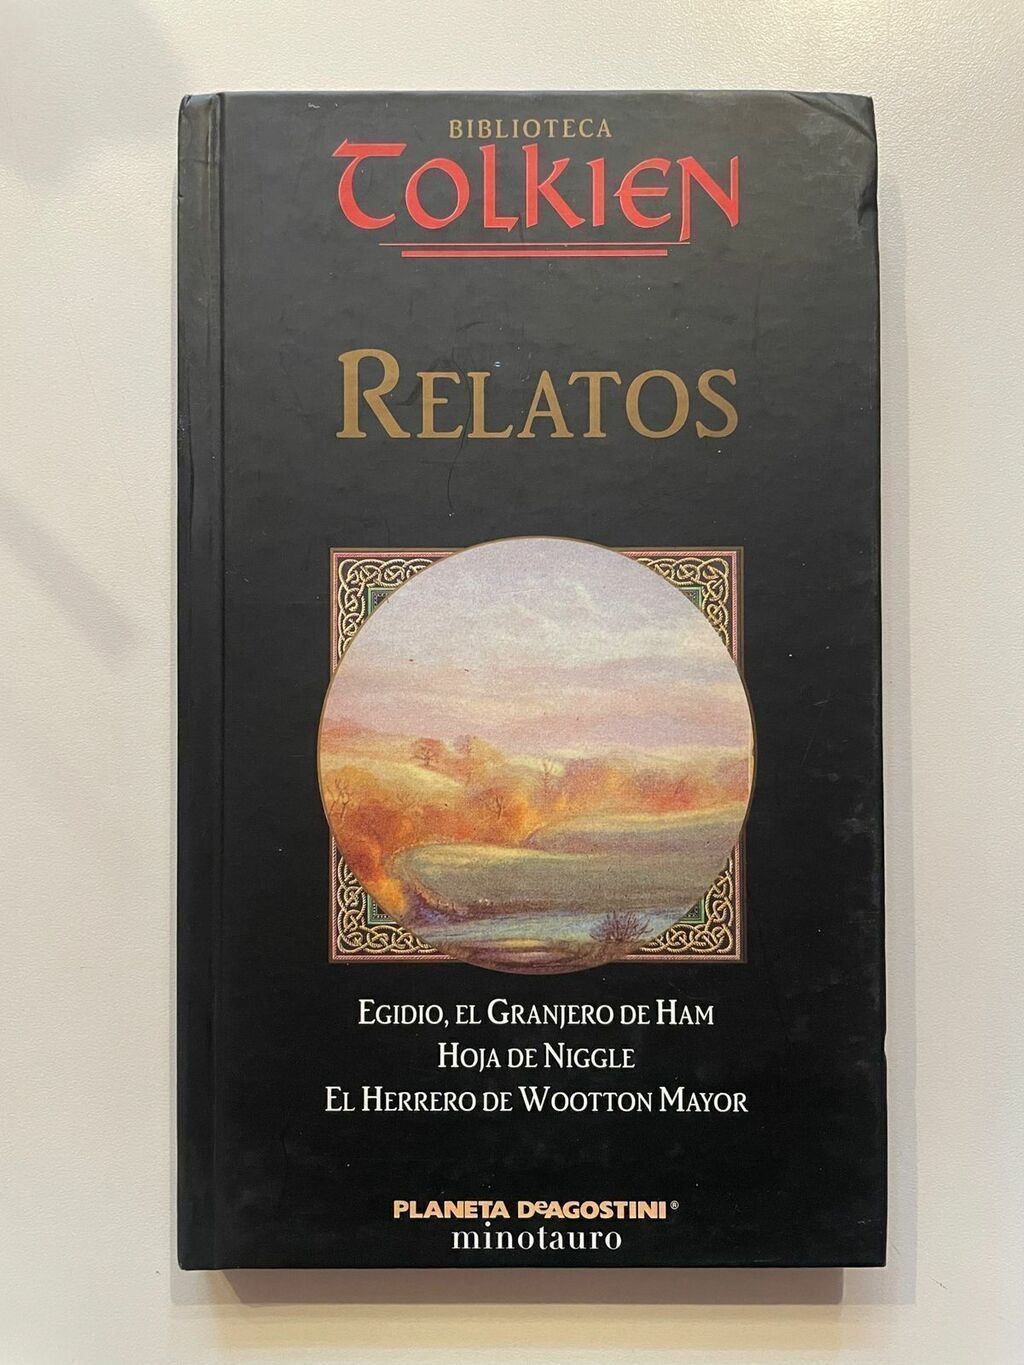 BIBLIOTECA
TOLKIEN
RELATOS
EGIDIO, EL GRANJERO DE HAM
HOJA DE NIGGLE
EL HERRERO DE WOOTTON MAYOR
PLANETA DeAGOSTINI®
minotauro